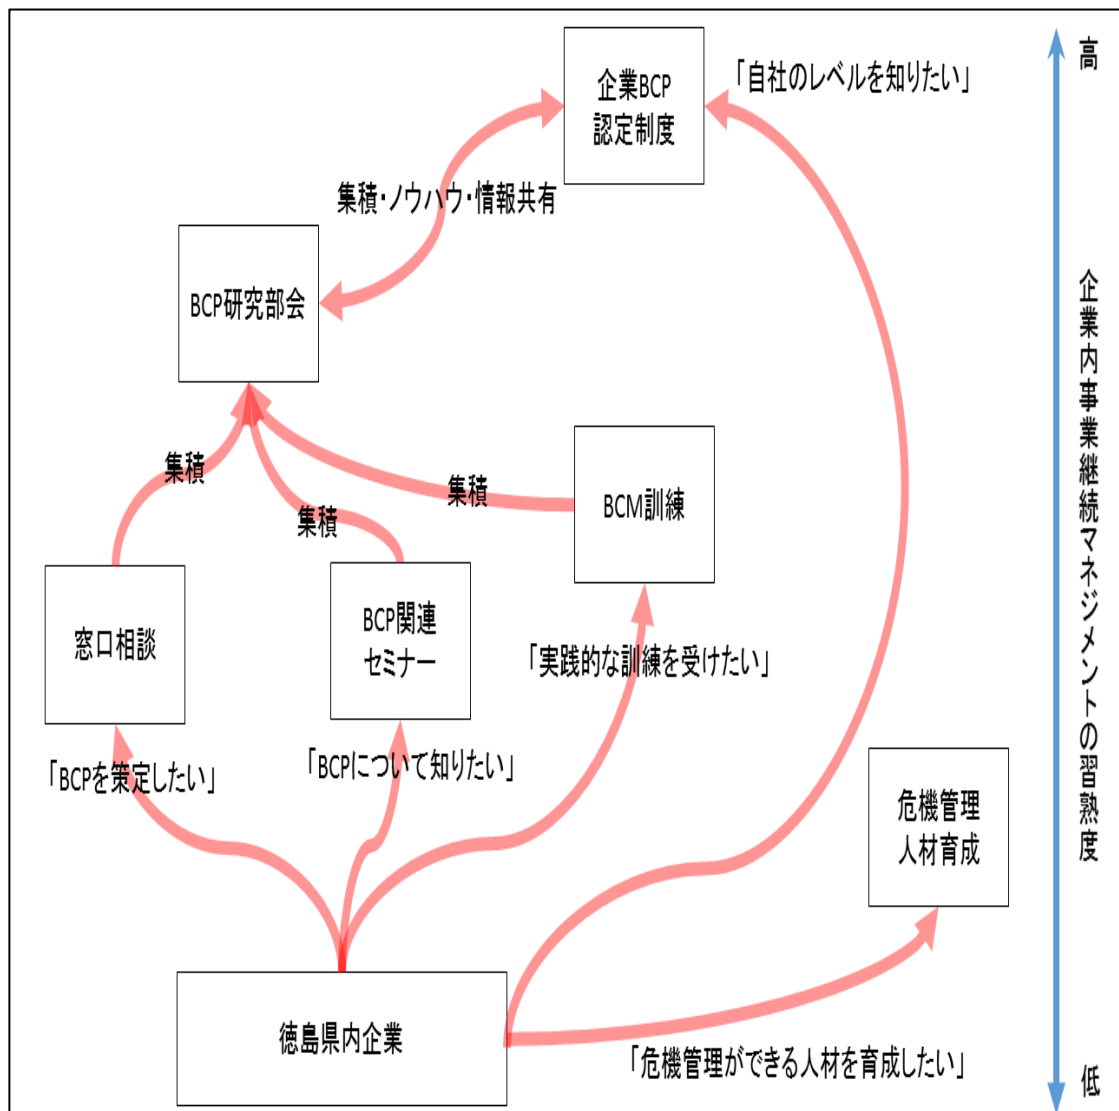 高
「自社のレベルを知りたい」
企業BCP
認定制度
集積・ノウハウ・情報共有
BCP研究部会
企業内事業継続マネジメントの習熟度
集積
集積
集積
BCM訓練
窓口相談
BCP関連
セミナー
「実践的な訓練を受けたい」
「BCPを策定したい」
「BCPについて知りたい」
危機管理
人材育成
徳島県内企業
「危機管理ができる人材を育成したい」
低